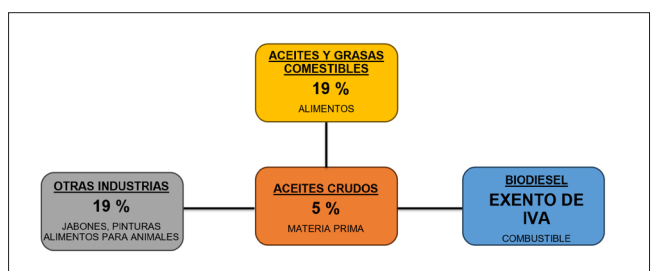 ACEITES Y GRASAS
COMESTIBLES
19 %
ALIMENTOS
OTRAS INDUSTRIAS
19 %
JABONES, PINTURAS
ALIMENTOS PARA ANIMALES
ACEITES CRUDOS
5 %
MATERIA PRIMA
BIODIESEL
EXENTO DE
IVA
COMBUSTIBLE